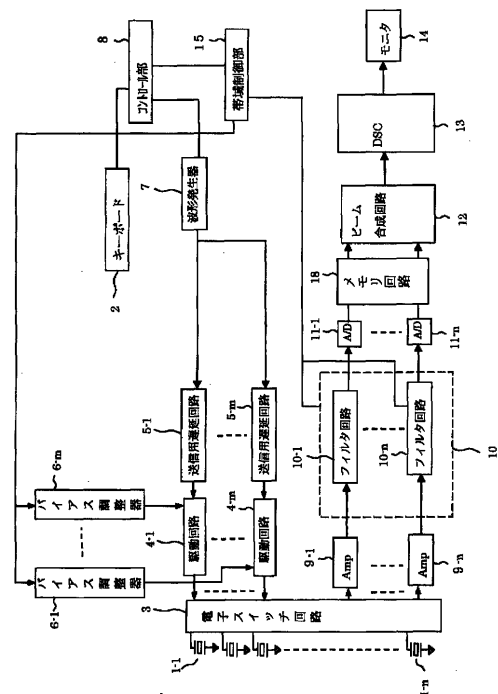 8
コントロール部
15
帯域制御部
キーボード
2
7
波形発生器
モニタ
14
DSC
13
ビーム
合成回路
12
18
メモリ回路
11-1
A/D
A/D
11-n
5-1
送信用遅延回路
5-m
送信用遅延回路
10-1
フィルタ回路
10-n
フィルタ回路
10
6-m
バイアス調整器
6-1
バイアス調整器
4-1
駆動回路
4-m
駆動回路
9-1
Amp
Amp
9-n
3
電子スイッチ回路
1-1
1-n